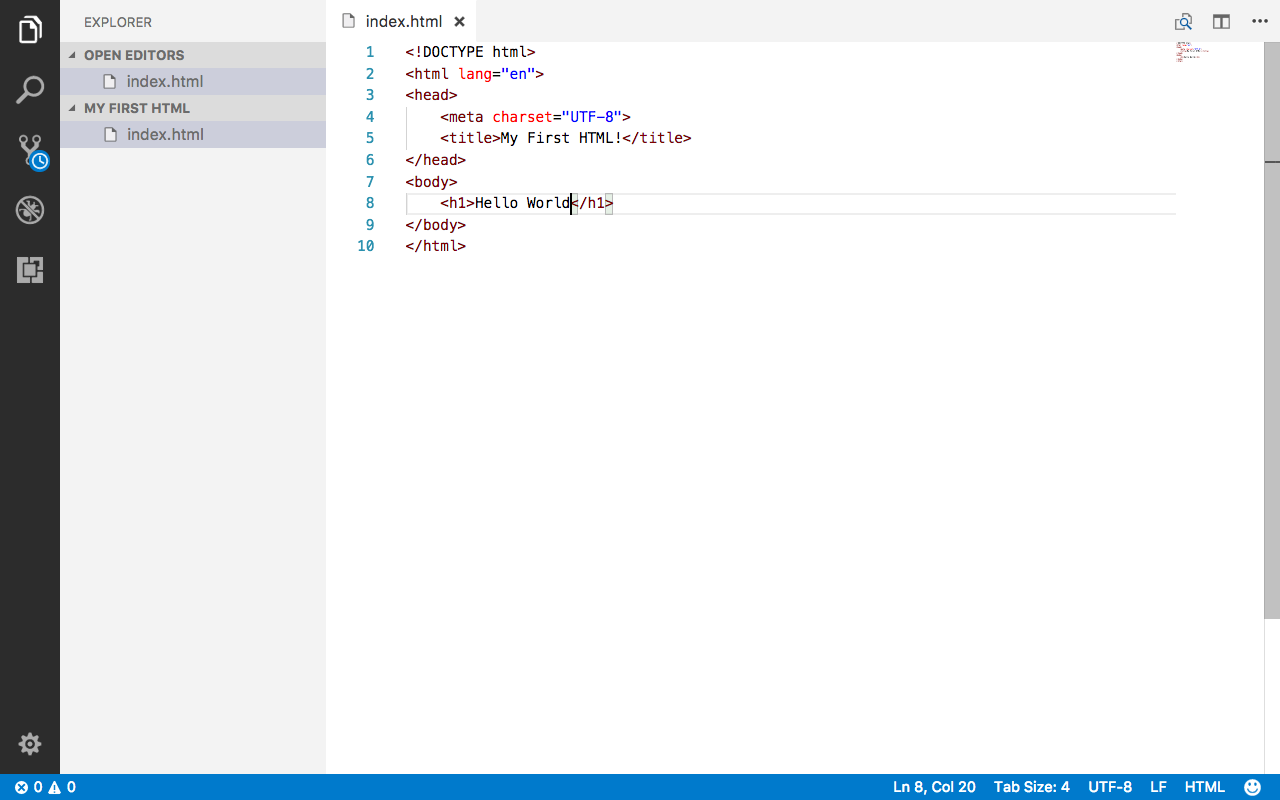 EXPLORER
OPEN EDITORS
index.html
MY FIRST HTML
index.html
index.html
1 <!DOCTYPE html>
2 <html lang="en">
3 <head>
4     <meta charset="UTF-8">
5     <title>My First HTML!</title>
6 </head>
7 <body>
8     <h1>Hello World</h1>
9 </body>
10 </html>
0 0 Ln 8, Col 20 Tab Size: 4 UTF-8 LF HTML